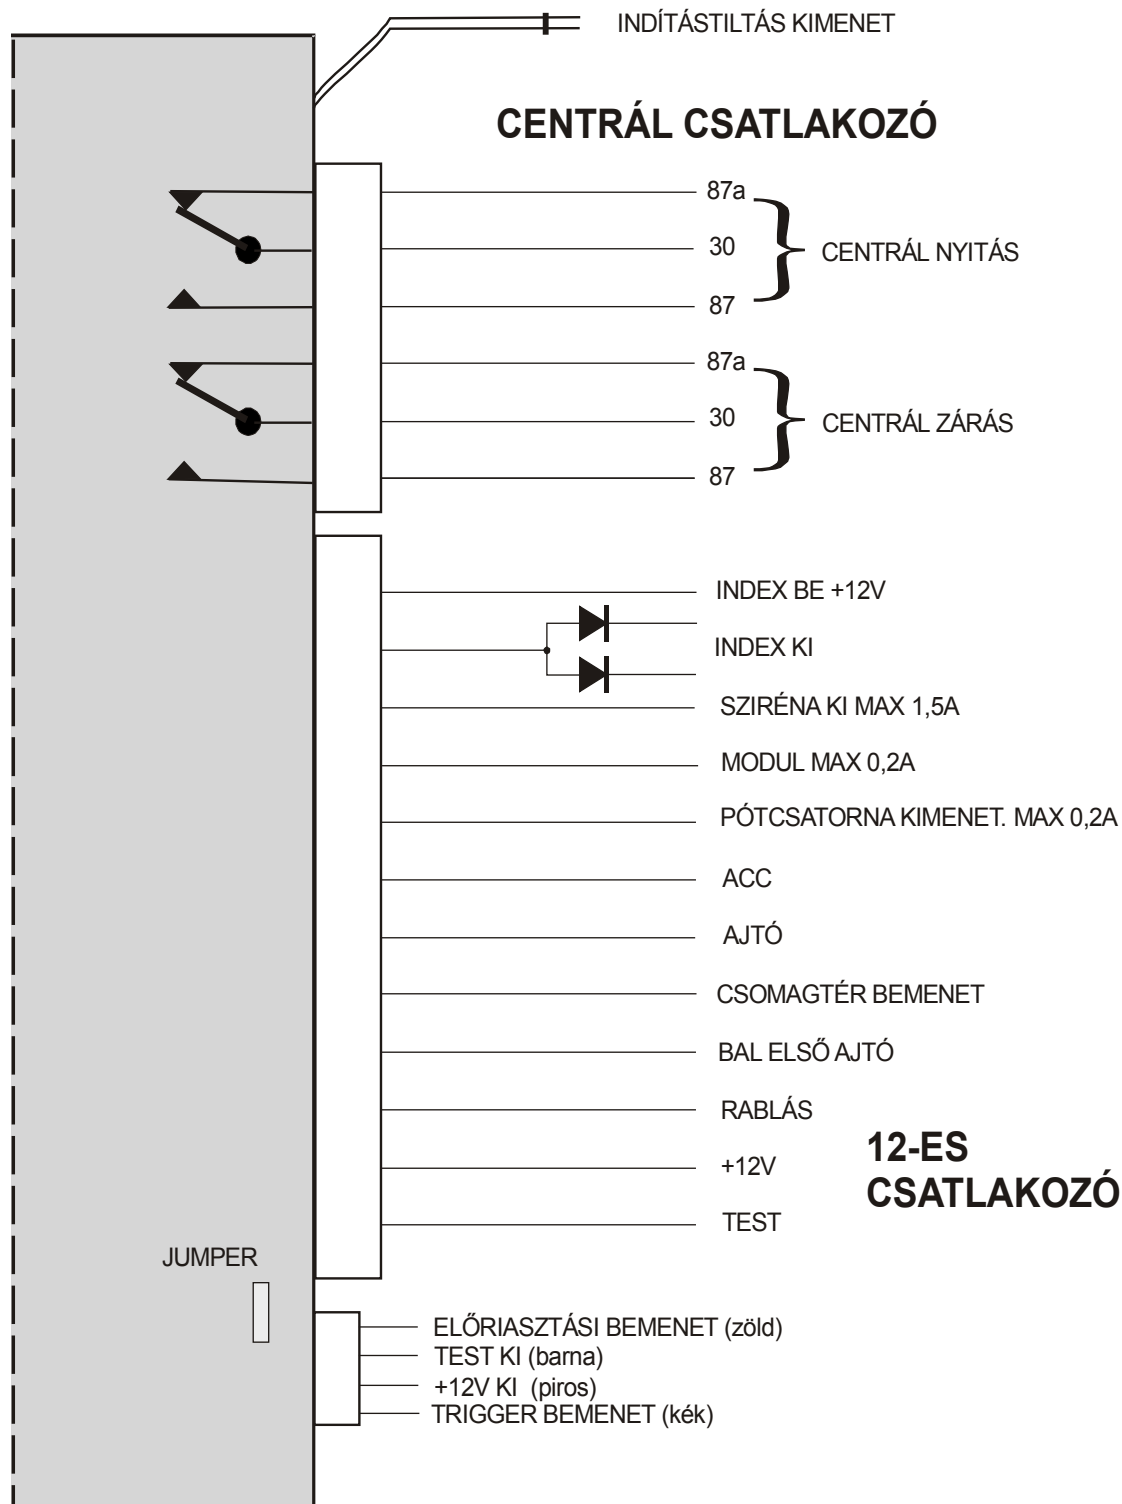 INDÍTÁSTILTÁS KIMENET
CENTRÁL CSATLAKOZÓ
87a
30
CENTRÁL NYITÁS
87
87a
30
CENTRÁL ZÁRÁS
87
INDEX BE +12V
INDEX KI
SZIRÉNA KI MAX 1,5A
MODUL MAX 0,2A
PÓTCSATORNA KIMENET. MAX 0,2A
ACC
AJTÓ
CSOMAGTÉR BEMENET
BAL ELSŐ AJTÓ
RABLÁS
+12V
TEST
12-ES
CSATLAKOZÓ
JUMPER
ELŐRIASZTÁSI BEMENET (zöld)
TEST KI (barna)
+12V KI (piros)
TRIGGER BEMENET (kék)